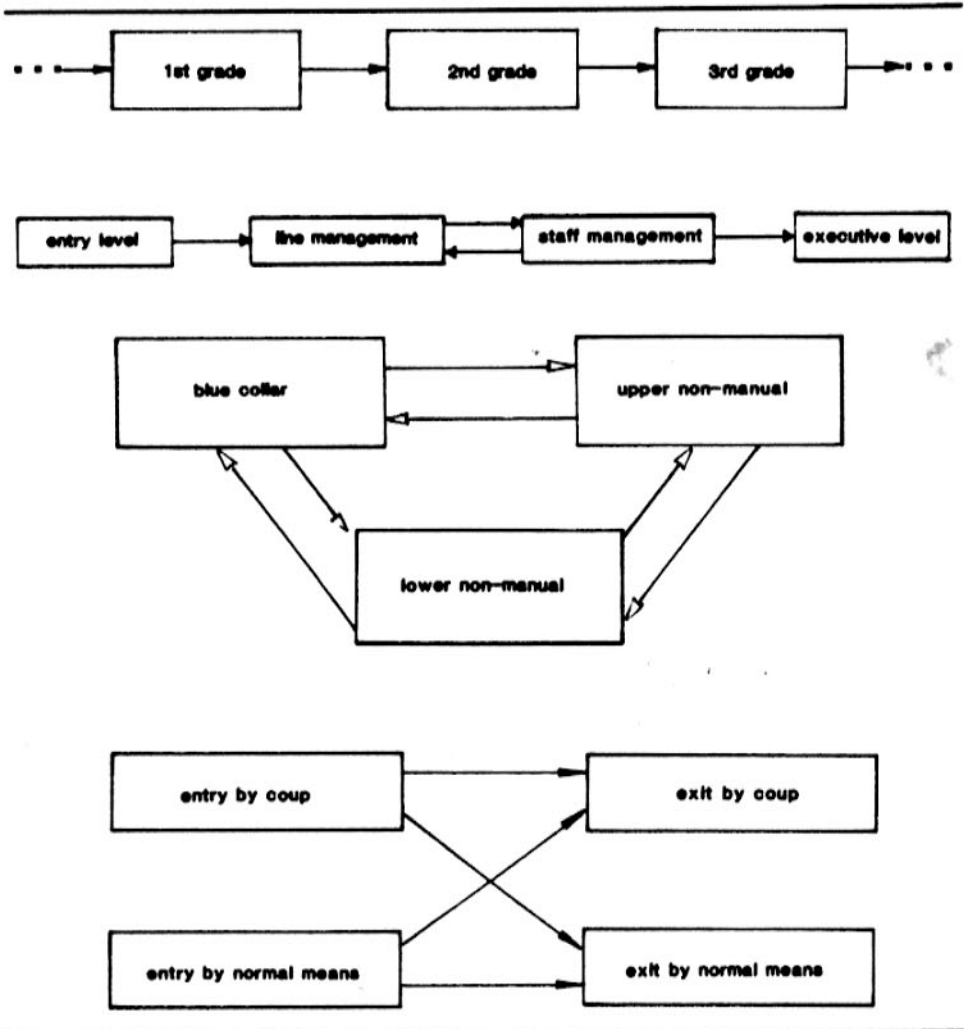 1st grade
2nd grade
3rd grade
entry level
line management
staff management
executive level
blue collar
upper non-manual
lower non-manual
entry by coup
exit by coup
entry by normal means
exit by normal means